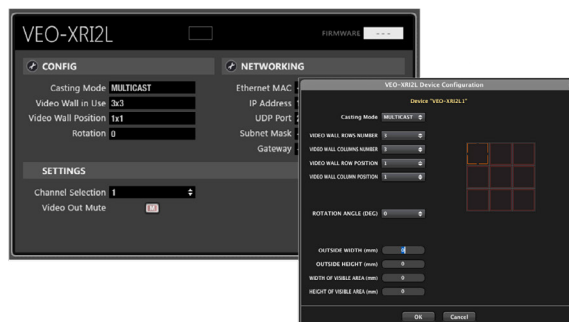 VEO-XRI2L
FIRMWARE - - -
CONFIG
NETWORKING
Casting Mode MULTICAST
Video Wall in Use 3x3
Video Wall Position 1x1
Rotation 0
Ethernet MAC
IP Address
UDP Port
Subnet Mask
Gateway
SETTINGS
Channel Selection 1
Video Out Mute M
VEO-XRI2L Device Configuration
Device "VEO-XRI2L1"
Casting Mode MULTICAST
VIDEO WALL ROWS NUMBER 3
VIDEO WALL COLUMNS NUMBER 3
VIDEO WALL ROW POSITION 1
VIDEO WALL COLUMN POSITION 1
ROTATION ANGLE (DEG) 0
OUTSIDE WIDTH (mm) 0
OUTSIDE HEIGHT (mm) 0
WIDTH OF VISIBLE AREA (mm) 0
HEIGHT OF VISIBLE AREA (mm) 0
OK Cancel